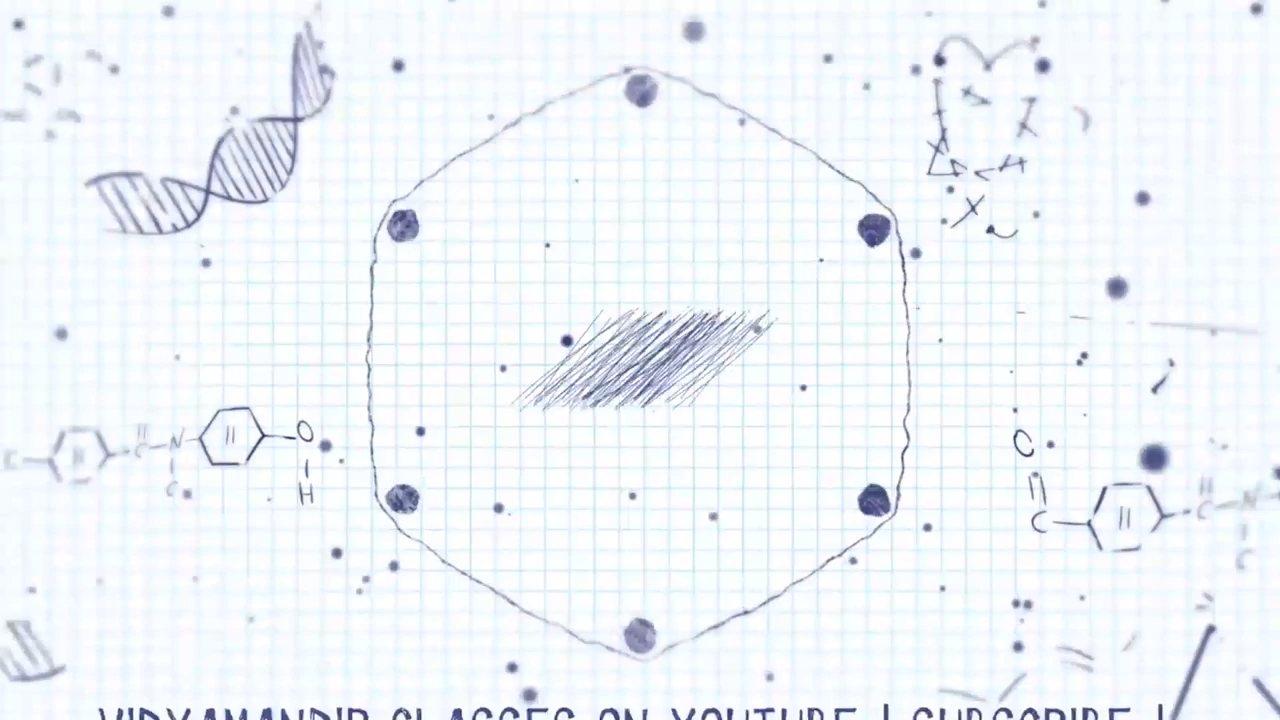 O
C N O
C
C H
C C N
C
VIDYAMANDIR CLASSES ON YOUTUBE | SUBSCRIBE |